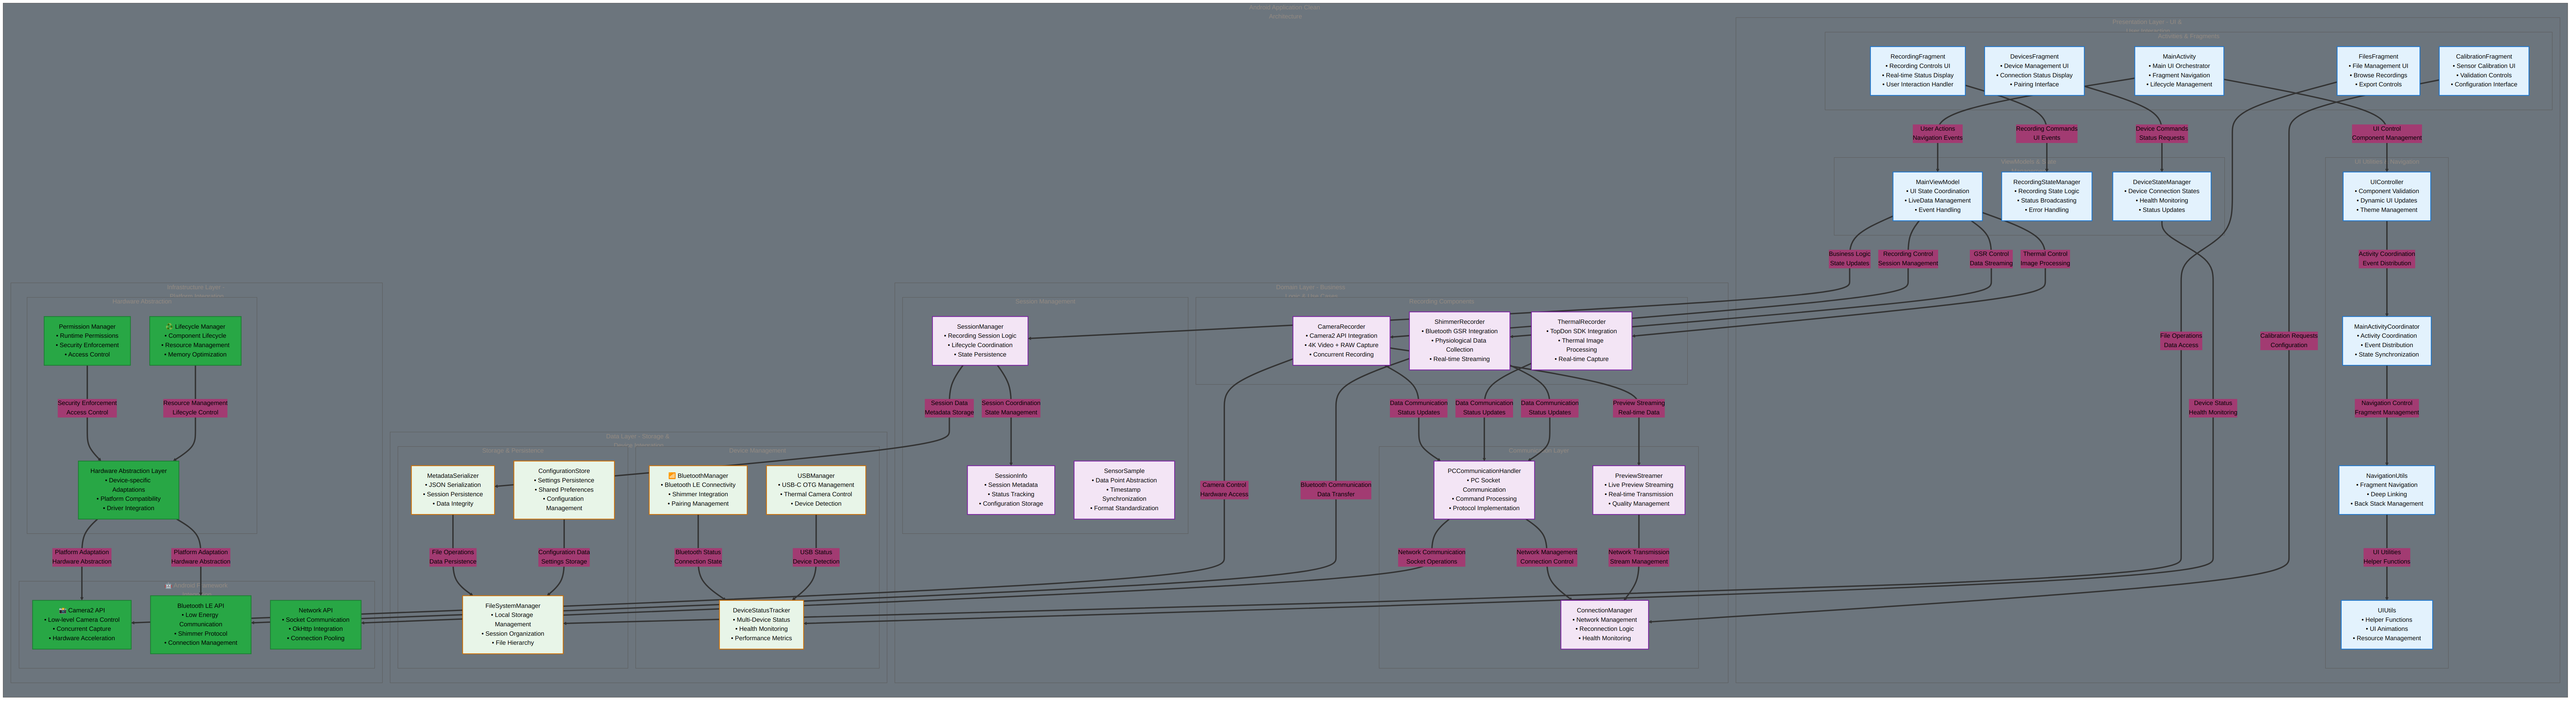 Android Application Client
Architecture
Presentation Layer - UI &
Activities & Fragments
RecordingFragment
• Recording Controls UI
• Real-time Status Display
• User Interaction Handler
DevicesFragment
• Device Management UI
• Connection Status Display
• Pairing Interface
MainActivity
• Main UI Orchestrator
• Fragment Navigation
• Lifecycle Management
FilesFragment
• File Management UI
• Browse Recordings
• Export Controls
CalibrationFragment
• Sensor Calibration UI
• Validation Controls
• Configuration Interface
User Actions
Navigation Events
Recording Commands
UI Events
Device Commands
Status Requests
UI Control
Component Management
MainViewModel
• UI State Coordination
• LiveData Management
• Event Handling
RecordingStateManager
• Recording State Logic
• Status Broadcasting
• Error Handling
DeviceStateManager
• Device Connection States
• Health Monitoring
• Status Updates
UIController
• Component Validation
• Dynamic UI Updates
• Theme Management
Business Logic
State Updates
Recording Control
Session Management
GSR Control
Data Streaming
Thermal Control
Image Processing
Activity Coordination
Event Distribution
MainActivityCoordinator
• Activity Coordination
• Event Distribution
• State Synchronization
File Operations
Data Access
Calibration Requests
Configuration
Device Status
Health Monitoring
Navigation Control
Fragment Management
NavigationUtils
• Fragment Navigation
• Deep Linking
• Back Stack Management
UI Utilities
Helper Functions
UIUtils
• Helper Functions
• UI Animations
• Resource Management
Domain Layer - Business
Session Management
SessionManager
• Recording Session Logic
• Lifecycle Coordination
• State Persistence
Session Data
Metadata Storage
Session Coordination
State Management
SessionInfo
• Session Metadata
• Status Tracking
• Configuration Storage
SensorSample
• Data Point Abstraction
• Timestamp
Synchronization
• Format Standardization
Recording Components
CameraRecorder
• Camera2 API Integration
• 4K Video + RAW Capture
• Concurrent Recording
ShimmerRecorder
• Bluetooth GSR Integration
• Physiological Data
Collection
• Real-time Streaming
ThermalRecorder
• TopDon SDK Integration
• Thermal Image
Processing
• Real-time Capture
Data Communication
Status Updates
Data Communication
Status Updates
Data Communication
Status Updates
Preview Streaming
Real-time Data
Camera Control
Hardware Access
Bluetooth Communication
Data Transfer
Communication Layer
PCCommunicationHandler
• PC Socket
Communication
• Command Processing
• Protocol Implementation
PreviewStreamer
• Live Preview Streaming
• Real-time Transmission
• Quality Management
Network Communication
Socket Operations
Network Management
Connection Control
Network Transmission
Stream Management
ConnectionManager
• Network Management
• Reconnection Logic
• Health Monitoring
Data Layer - Storage &
Storage & Persistence
MetadataSerializer
• JSON Serialization
• Session Persistence
• Data Integrity
ConfigurationStore
• Settings Persistence
• Shared Preferences
• Configuration
Management
File Operations
Data Persistence
Configuration Data
Settings Storage
FileSystemManager
• Local Storage
Management
• Session Organization
• File Hierarchy
Device Management
📶 BluetoothManager
• Bluetooth LE Connectivity
• Shimmer Integration
• Pairing Management
USBManager
• USB-C OTG Management
• Thermal Camera Control
• Device Detection
Bluetooth Status
Connection State
USB Status
Device Detection
DeviceStatusTracker
• Multi-Device Status
• Health Monitoring
• Performance Metrics
Infrastructure Layer -
Hardware Abstraction
Permission Manager
• Runtime Permissions
• Security Enforcement
• Access Control
Lifecycle Manager
• Component Lifecycle
• Resource Management
• Memory Optimization
Security Enforcement
Access Control
Resource Management
Lifecycle Control
Hardware Abstraction Layer
• Device-specific
Adaptations
• Platform Compatibility
• Driver Integration
Platform Adaptation
Hardware Abstraction
Platform Adaptation
Hardware Abstraction
📸 Camera2 API
• Low-level Camera Control
• Concurrent Capture
• Hardware Acceleration
Bluetooth LE API
• Low Energy
Communication
• Shimmer Protocol
• Connection Management
Network API
• Socket Communication
• OkHttp Integration
• Connection Pooling